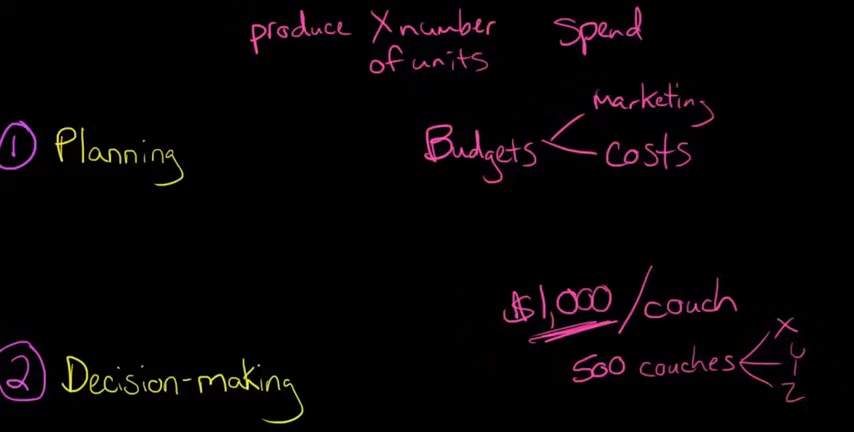 produce X number Spend
of units
marketing
1 Planning Budgets
costs
$1,000/couch
X
500 couches Y
2 Decision-making Z